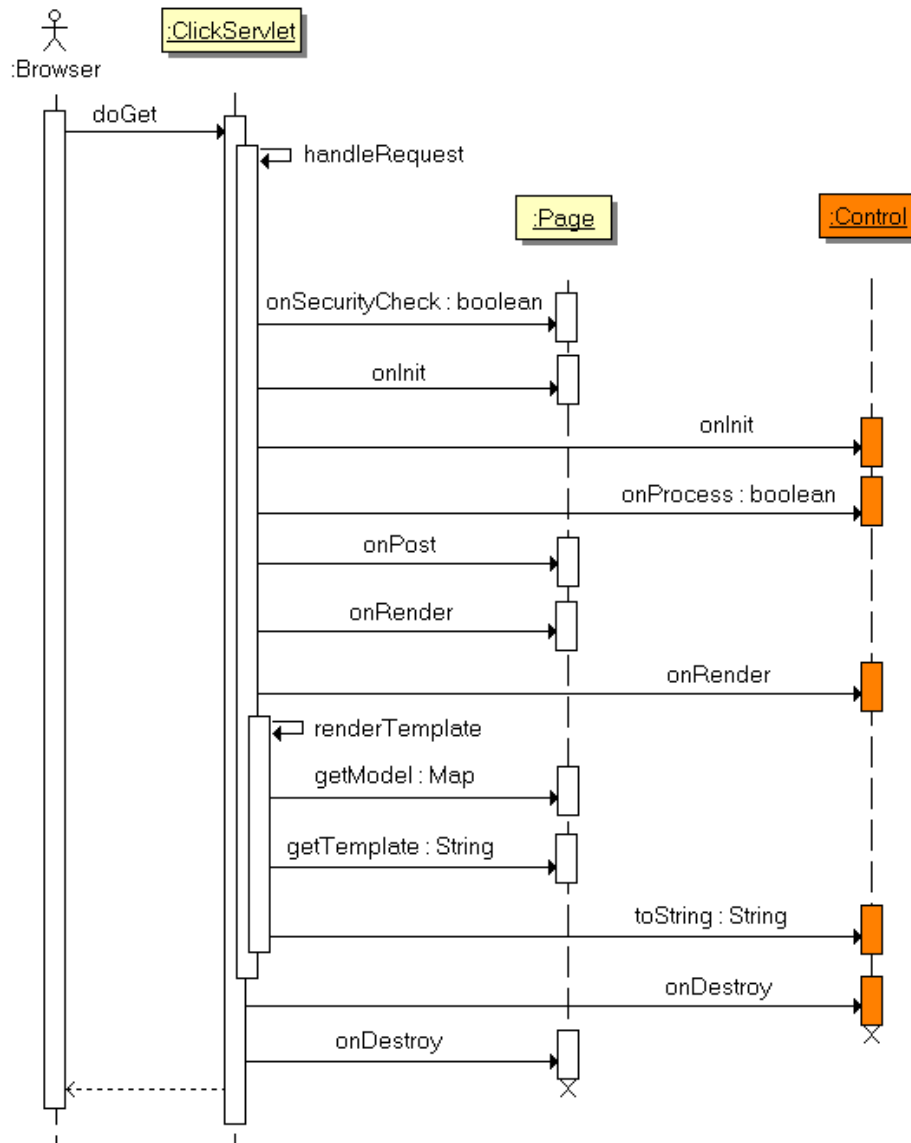 :ClickServlet
:Browser
doGet
handleRequest
:Page
:Control
onSecurityCheck : boolean
onInit
onInit
onProcess : boolean
onPost
onRender
onRender
renderTemplate
getModel : Map
getTemplate : String
toString : String
onDestroy
onDestroy